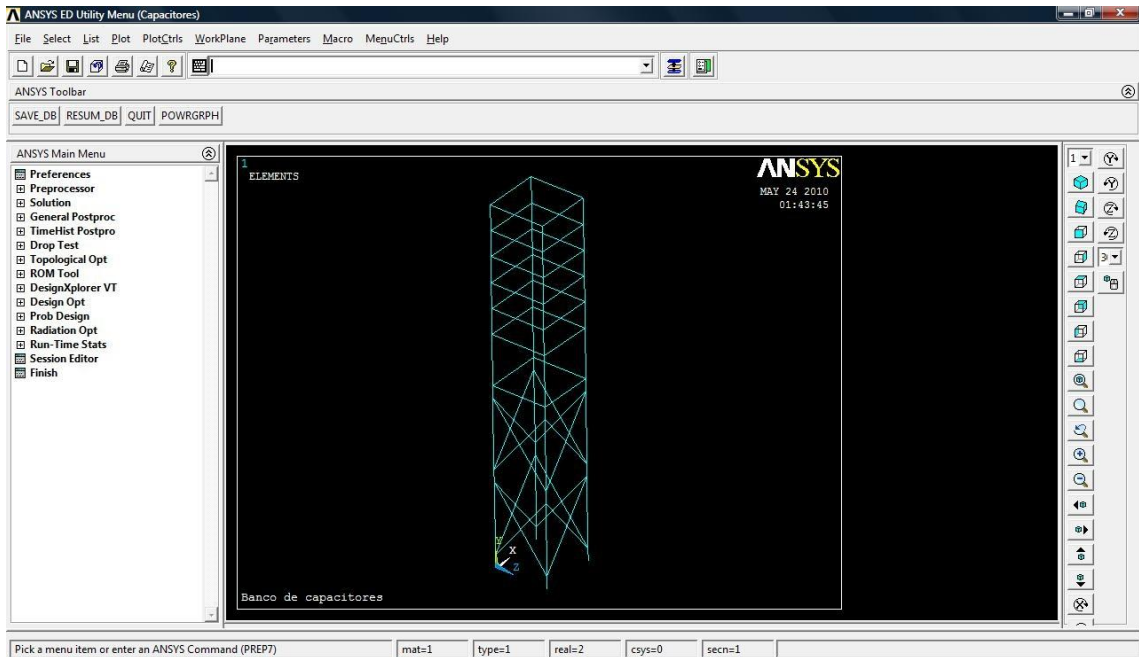 ANSYS ED Utility Menu (Capacitores)
File Select List Plot PlotCtrls WorkPlane Parameters Macro MenuCtrls Help
ANSYS Toolbar
SAVE_DB RESUM_DB QUIT POWRGRPH
ANSYS Main Menu
Preferences
Preprocessor
Solution
General Postproc
TimeHist Postpro
Drop Test
Topological Opt
ROM Tool
DesignXplorer VT
Design Opt
Prob Design
Radiation Opt
Run-Time Stats
Session Editor
Finish
1
ELEMENTS
ANSYS
MAY 24 2010
01:43:45
Y
X
Z
Banco de capacitores
1
Pick a menu item or enter an ANSYS Command (PREP7) mat=1 type=1 real=2 csys=0 secn=1